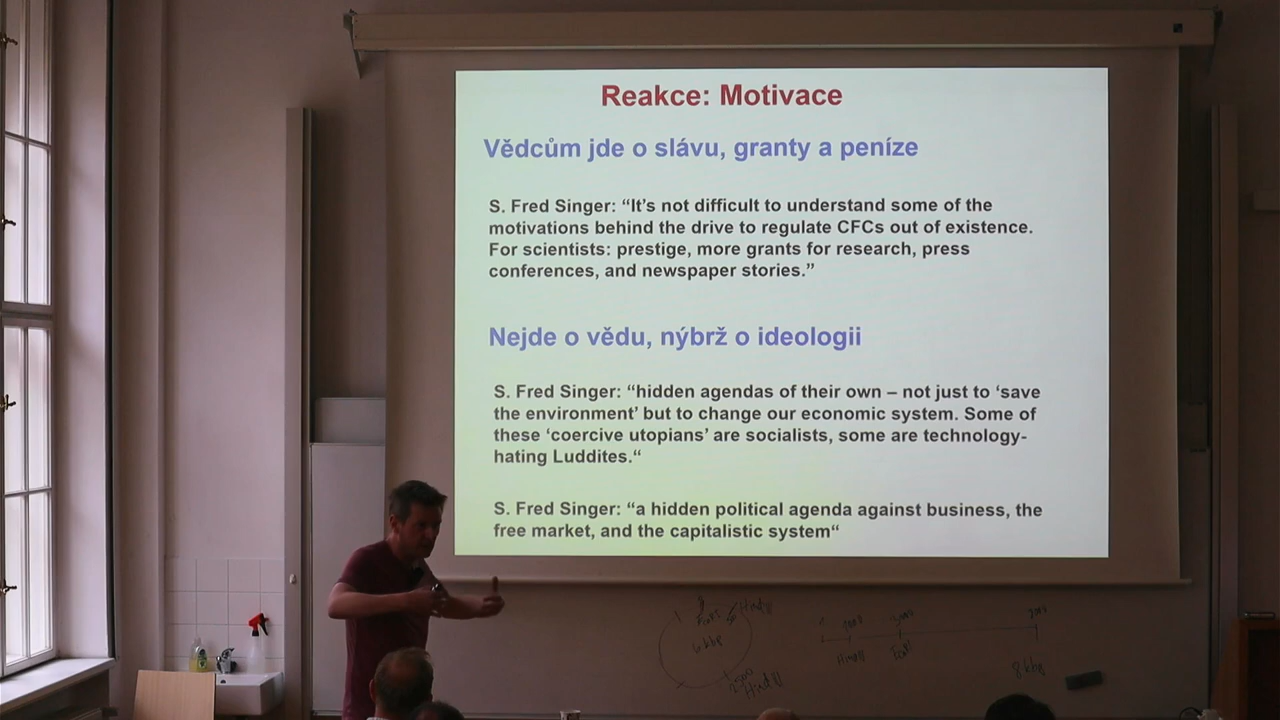 Reakce: Motivace
Vědcům jde o slávu, granty a peníze
S. Fred Singer: “It’s not difficult to understand some of the
motivations behind the drive to regulate CFCs out of existence.
For scientists: prestige, more grants for research, press
conferences, and newspaper stories.”
Nejde o vědu, nýbrž o ideologii
S. Fred Singer: “hidden agendas of their own – not just to ‘save
the environment’ but to change our economic system. Some of
these ‘coercive utopians’ are socialists, some are technology-
hating Luddites.“
S. Fred Singer: “a hidden political agenda against business, the
free market, and the capitalistic system“
8kbp